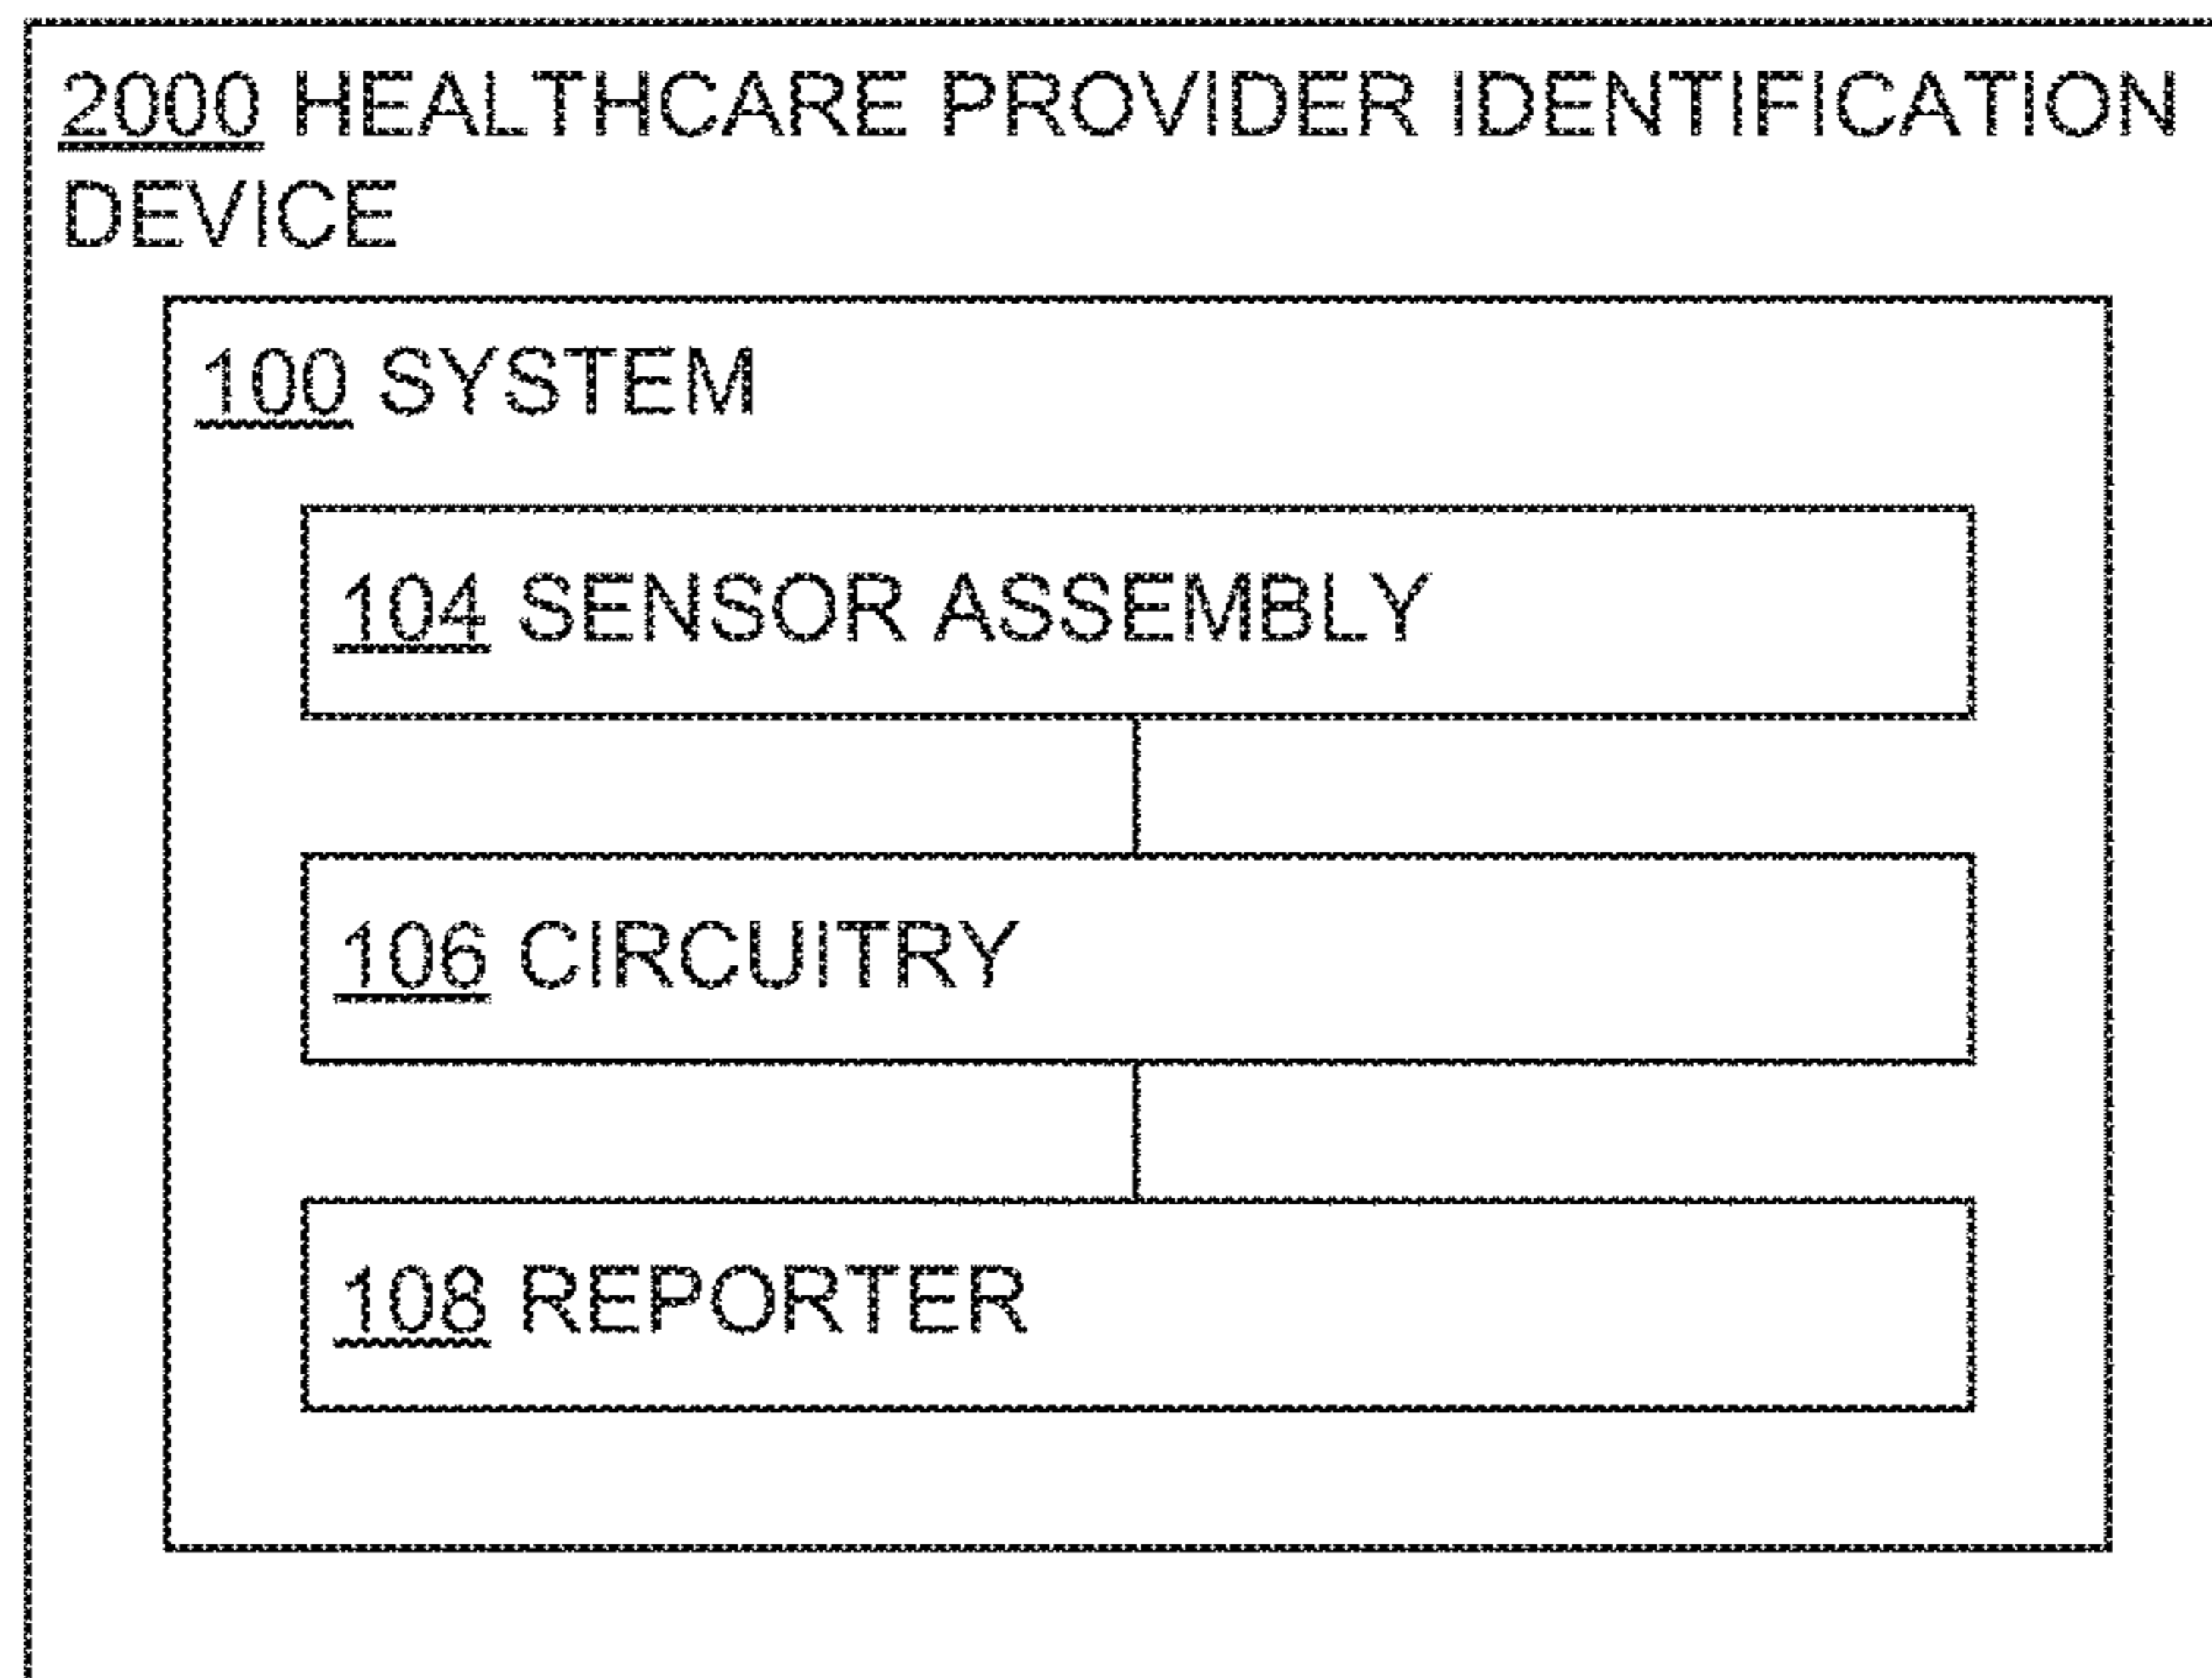 2000 HEALTHCARE PROVIDER IDENTIFICATION
DEVICE
100 SYSTEM
104 SENSOR ASSEMBLY
106 CIRCUITRY
108 REPORTER